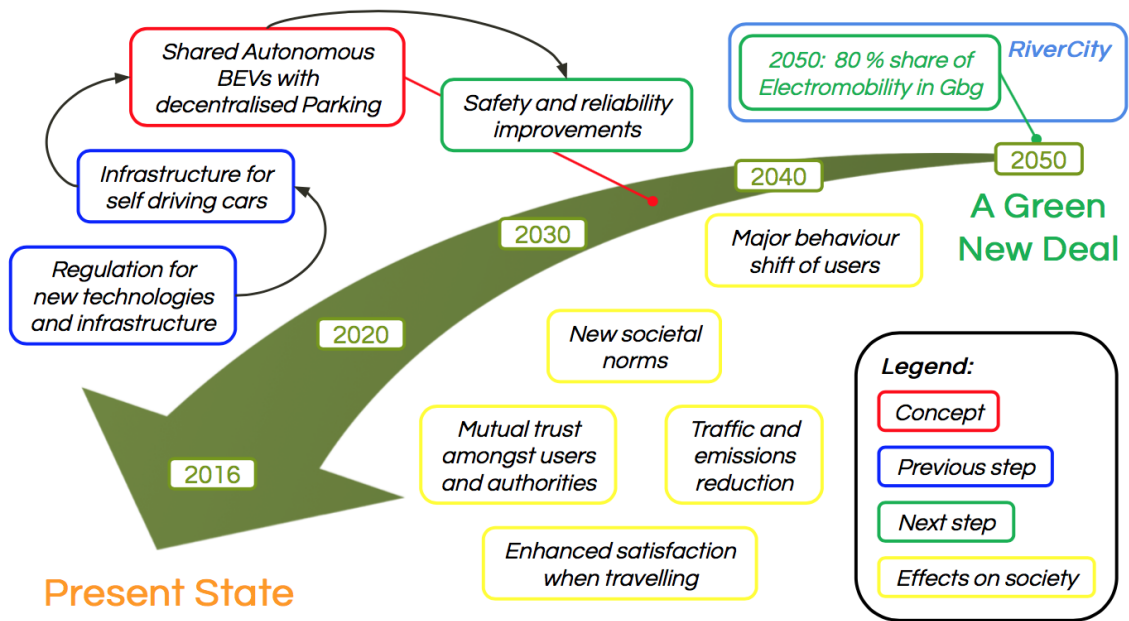 Shared Autonomous
BEVs with
decentralised Parking
Safety and reliability
improvements
RiverCity
2050: 80 % share of
Electromobility in Gbg
Infrastructure for
self driving cars
Regulation for
new technologies
and infrastructure
2050
2040
2030
2020
2016
A Green
New Deal
Major behaviour
shift of users
New societal
norms
Mutual trust
amongst users
and authorities
Traffic and
emissions
reduction
Enhanced satisfaction
when travelling
Present State
Legend:
Concept
Previous step
Next step
Effects on society